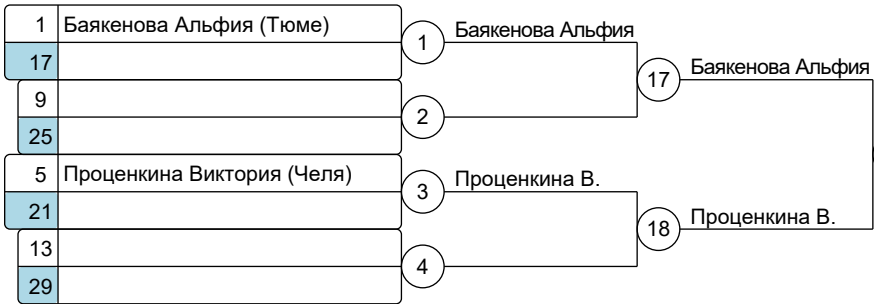 1 Баякенова Альфия (Тюме)
17
1 Баякенова Альфия
9
25
2
17 Баякенова Альфия
5 Проценкина Виктория (Челя)
21
3 Проценкина В.
13
29
4
18 Проценкина В.